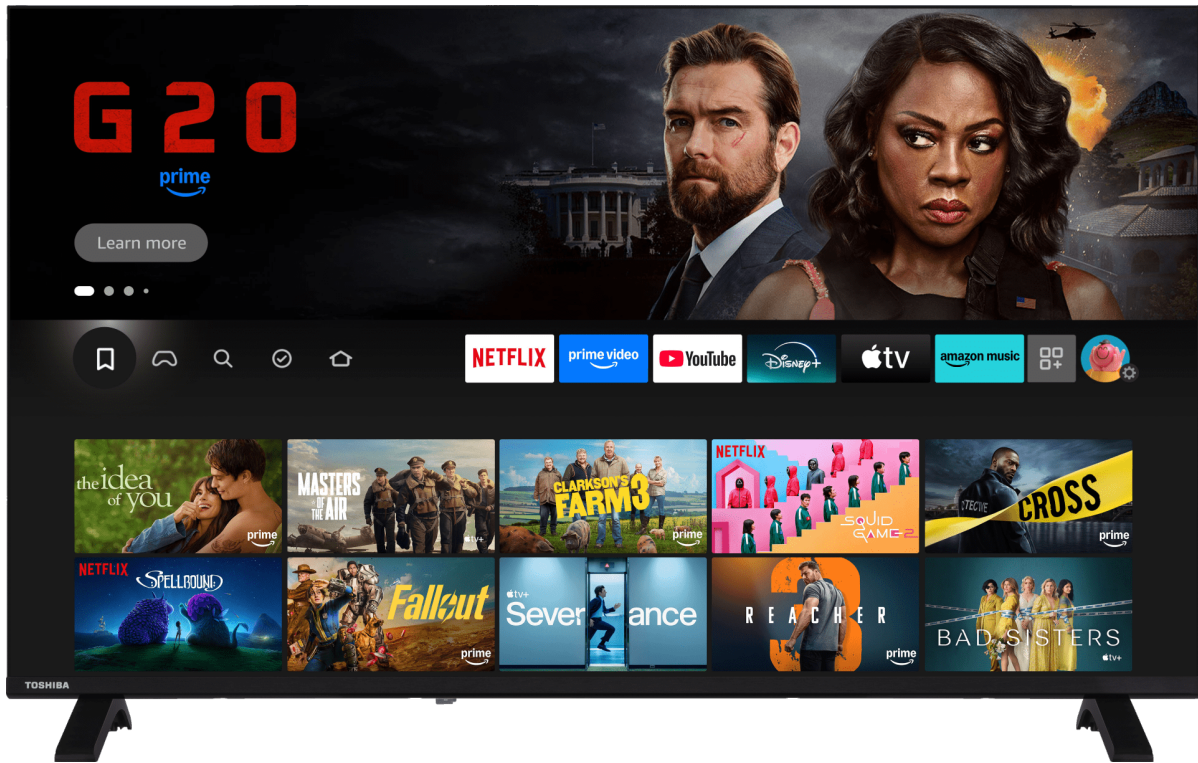 G20
prime
Learn more
NETFLIX
prime video
YouTube
Disney+
tv
amazon music
the idea
of you
prime
MASTERS
OF THE AIR
tv+
CLARKSON'S
FARM3
prime
NETFLIX
SQUID
GAME 2
DETECTIVE
CROSS
prime
NETFLIX
SPELLBOUND
Fallout
prime
tv+
Severance
3
REACHER
prime
BAD SISTERS
tv+
TOSHIBA